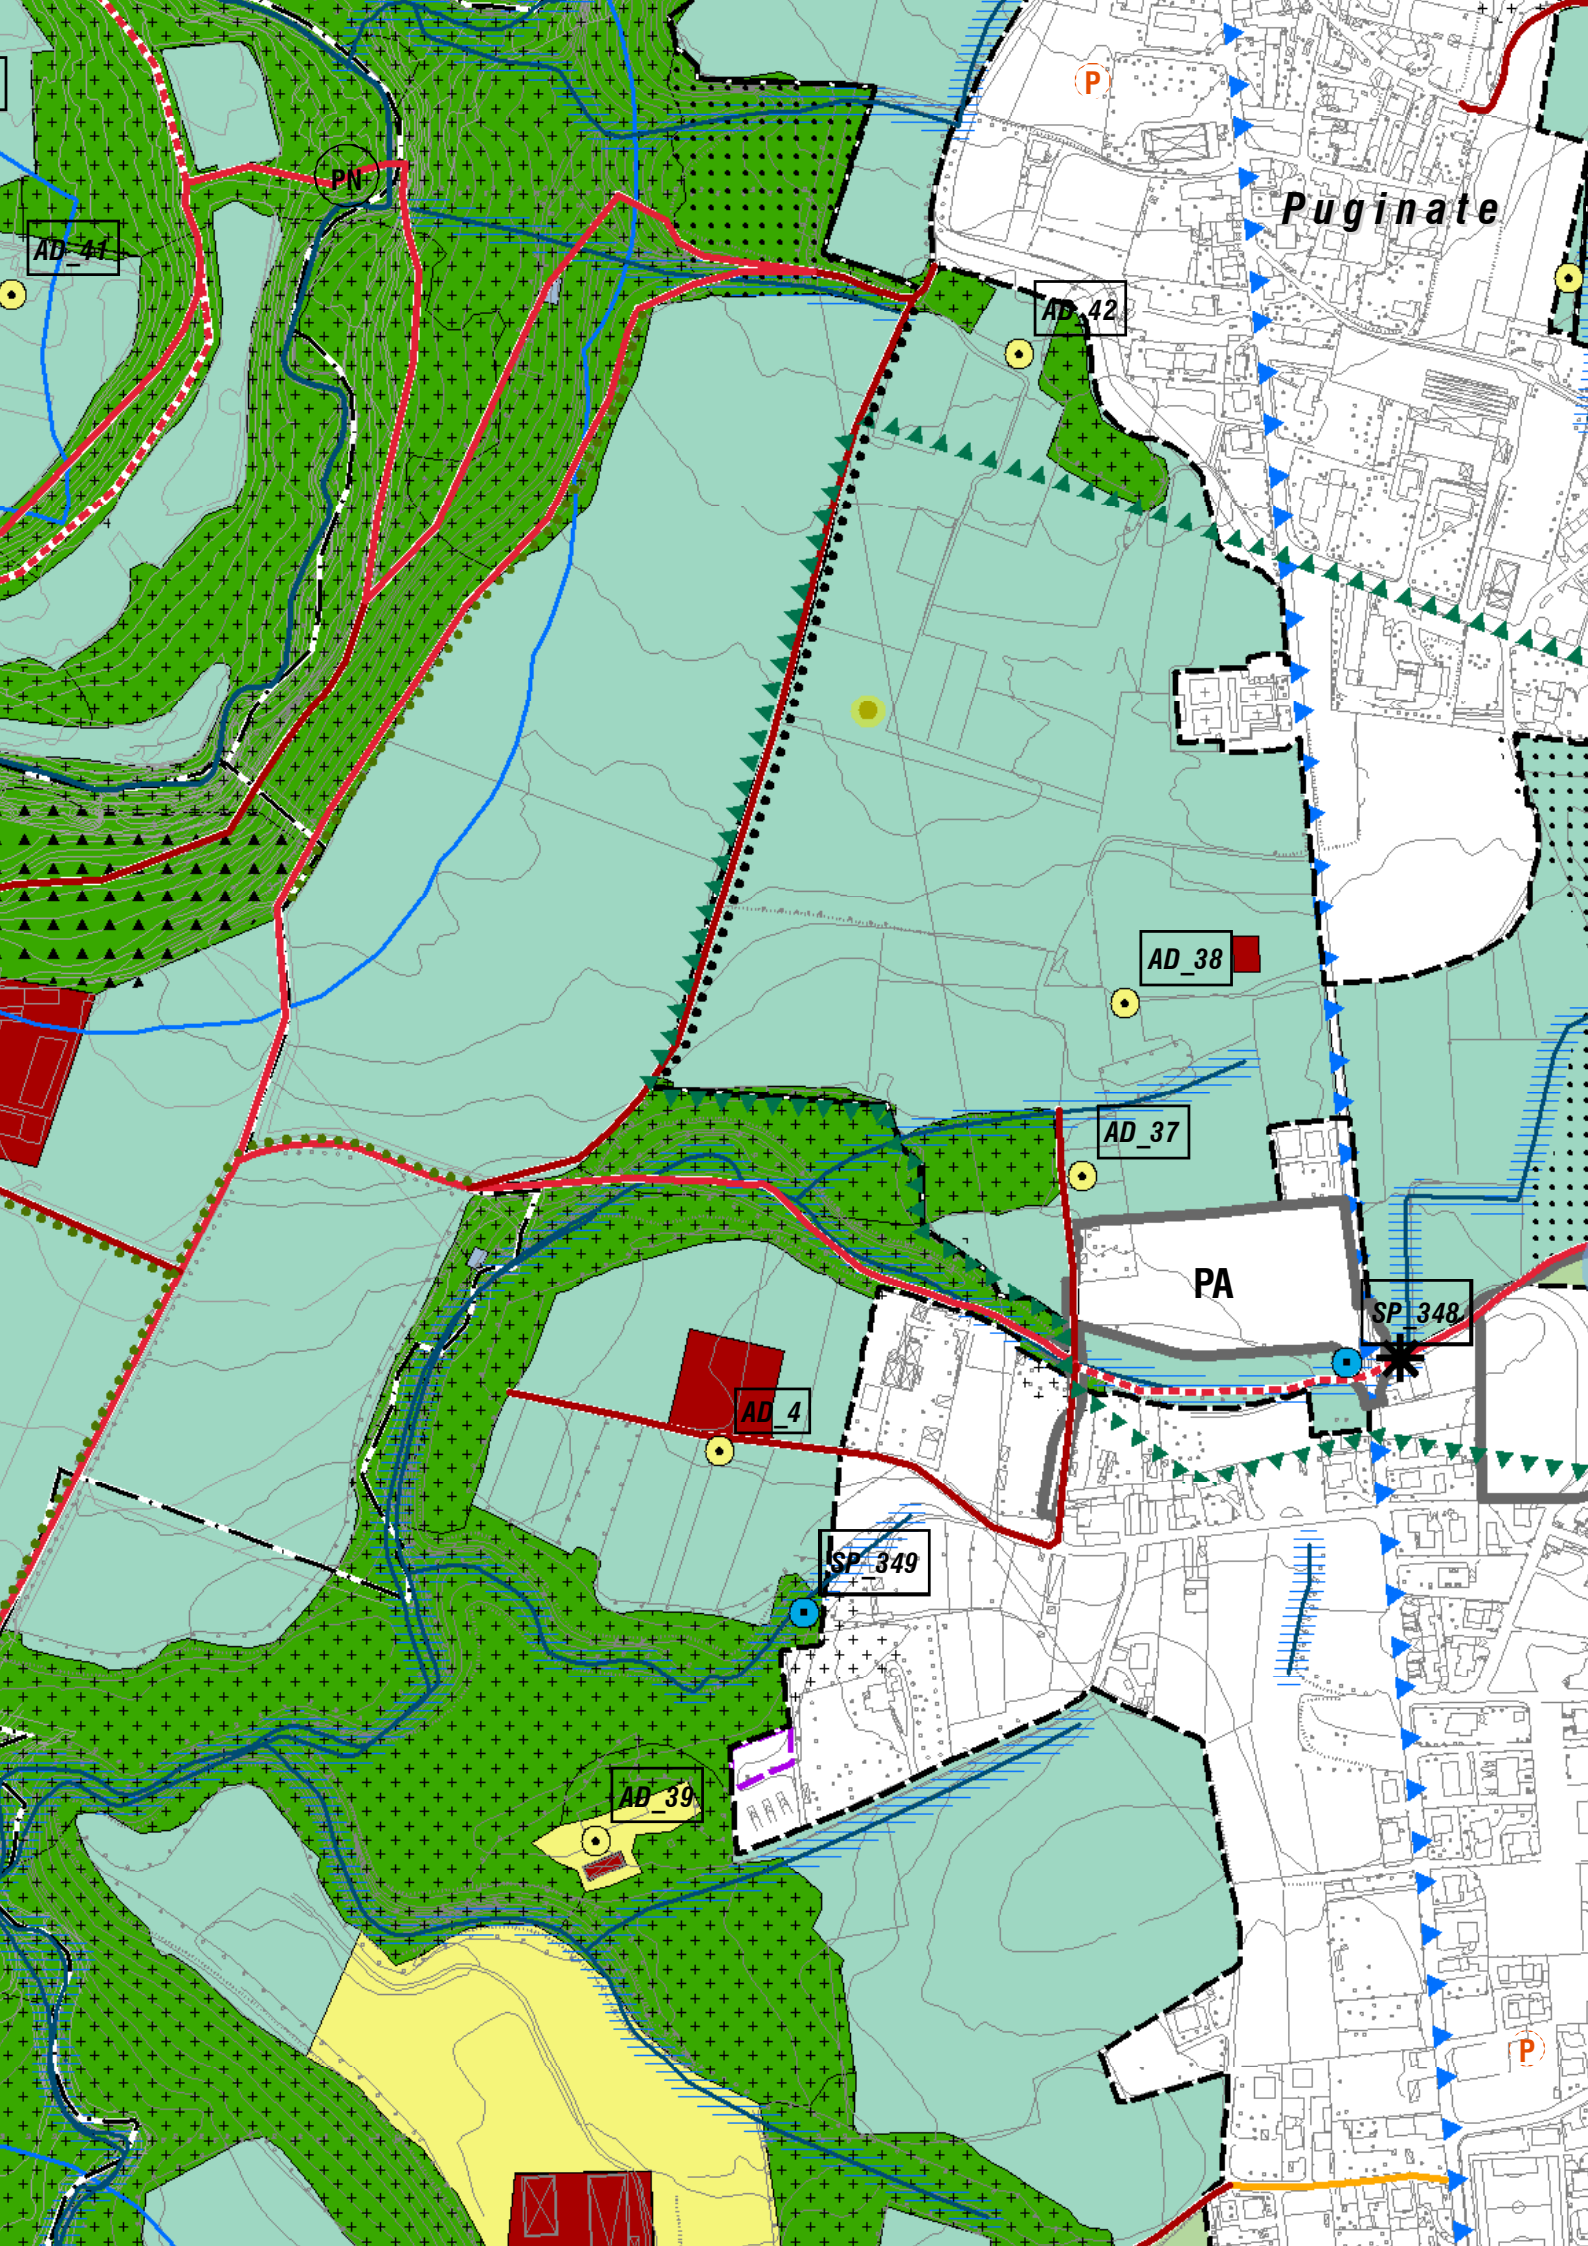 P
PN
Puginate
AD_41
AD_42
AD_38
AD_37
PA
SP_348
AD_4
SP_349
AD_39
P